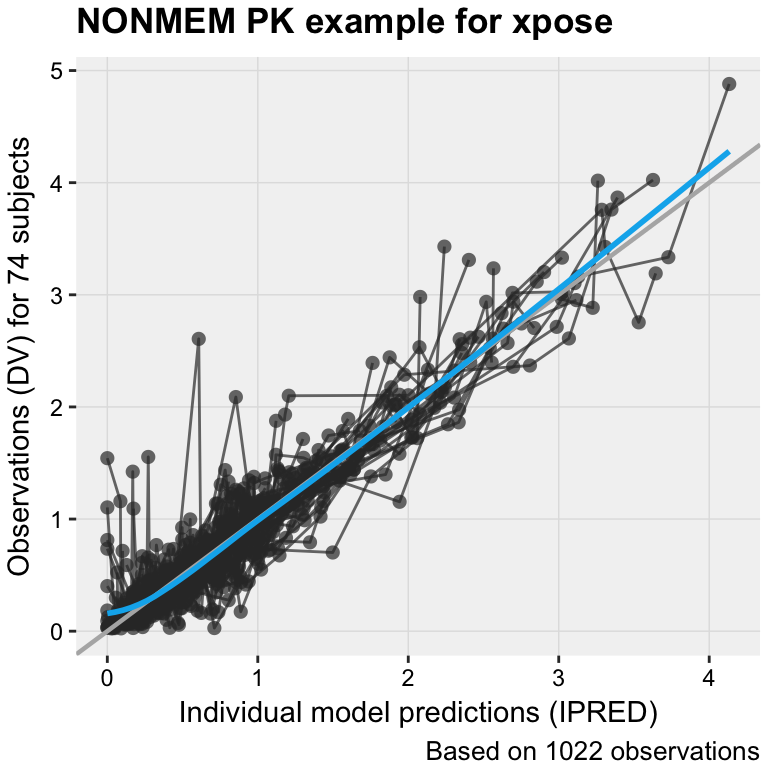 NONMEM PK example for xpose
5
4
3
2
1
0
Observations (DV) for 74 subjects
0 1 2 3 4
Individual model predictions (IPRED)
Based on 1022 observations